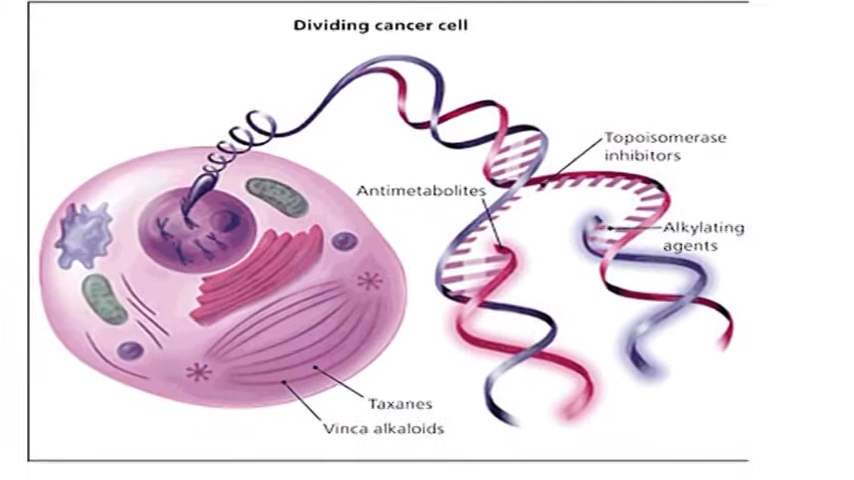 Dividing cancer cell
Topoisomerase
inhibitors
Antimetabolites
Alkylating
agents
Taxanes
Vinca alkaloids